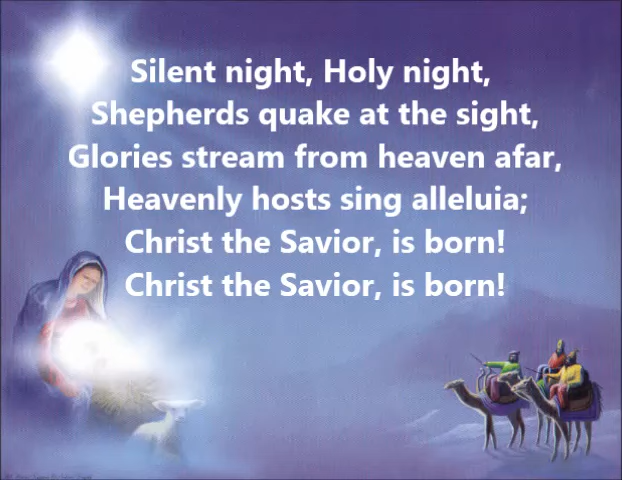 Silent night, Holy night,
Shepherds quake at the sight,
Glories stream from heaven afar,
Heavenly hosts sing alleluia;
Christ the Savior, is born!
Christ the Savior, is born!